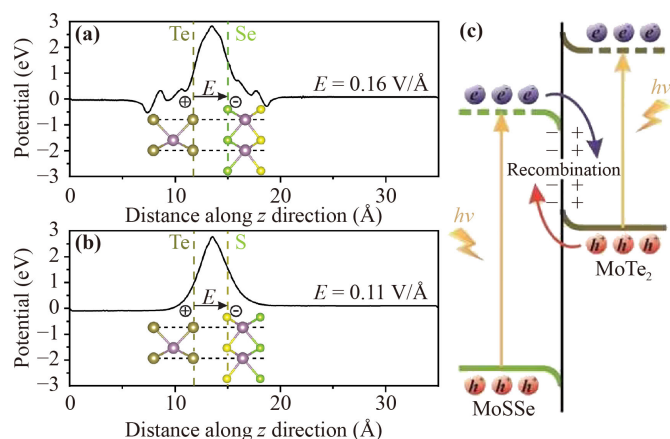 (a)
Te
Se
E
E = 0.16 V/Å
⊕
⊖
Potential (eV)
3
2
1
0
−1
−2
−3
0
10
20
30
Distance along z direction (Å)
(b)
Te
S
E
E = 0.11 V/Å
⊕
⊖
Potential (eV)
3
2
1
0
−1
−2
−3
0
10
20
30
Distance along z direction (Å)
(c)
e⁻ e⁻ e⁻
e⁻ e⁻ e⁻
hν
− +
− +
Recombination
− +
− +
hν
h⁺ h⁺ h⁺
MoTe₂
MoSSe
h⁺ h⁺ h⁺